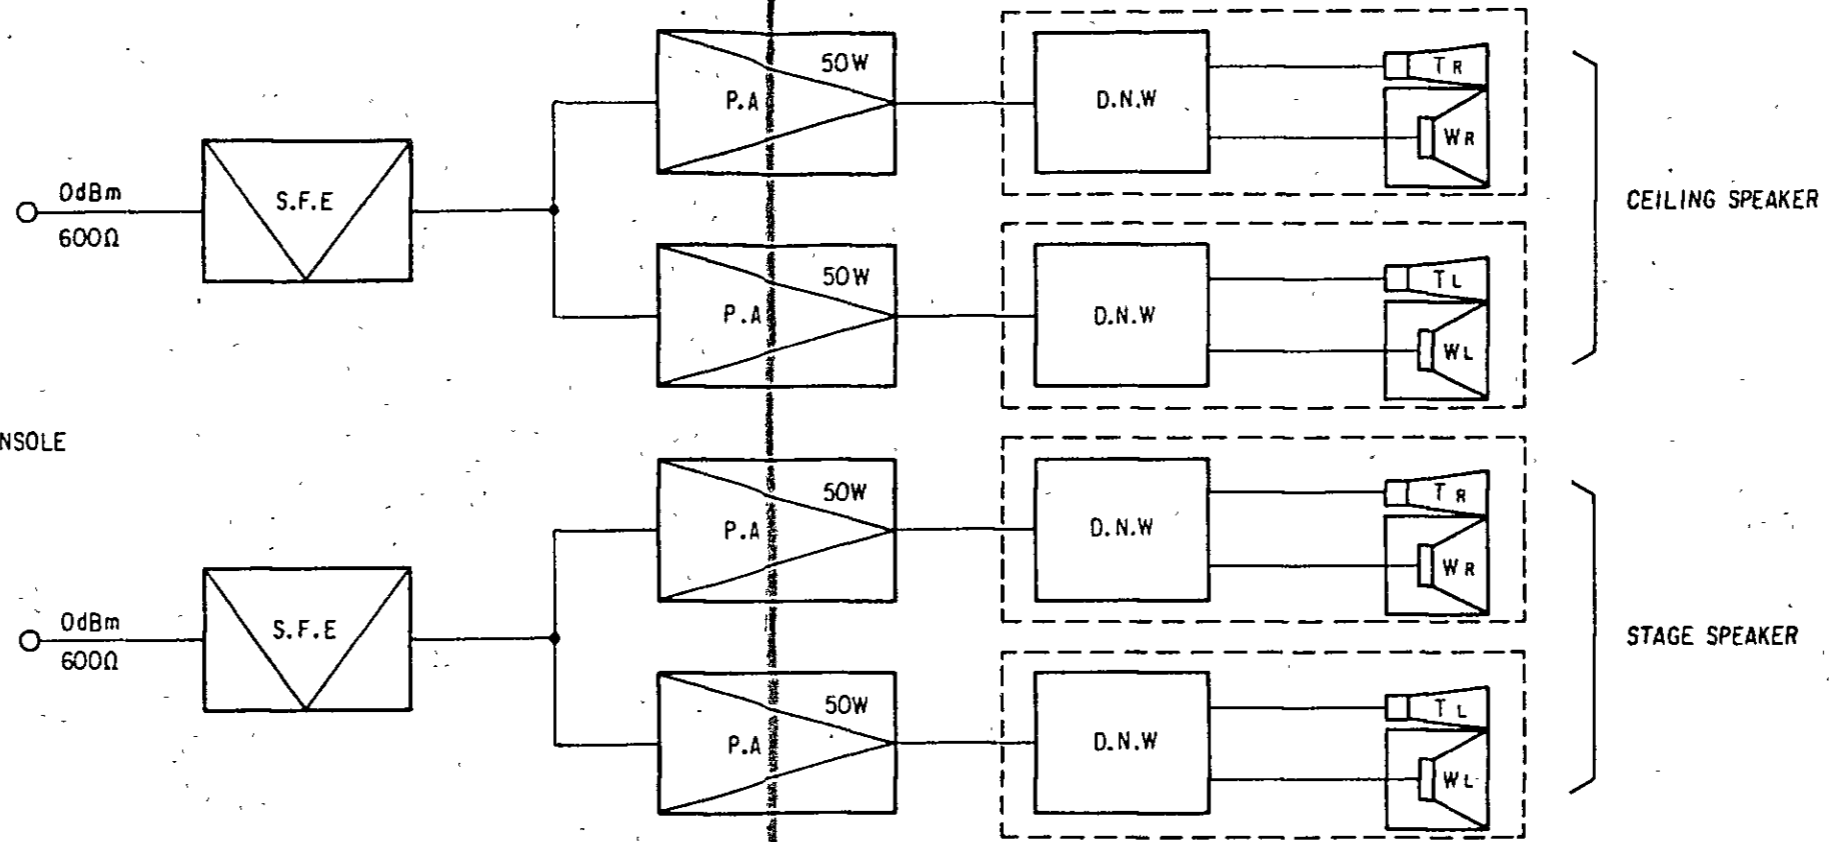 50W
P.A
D.N.W
TR
WR
0dBm
600Ω
S.F.E
CEILING SPEAKER
50W
P.A
D.N.W
TL
WL
NSOLE
50W
P.A
D.N.W
TR
WR
0dBm
600Ω
S.F.E
STAGE SPEAKER
50W
P.A
D.N.W
TL
WL